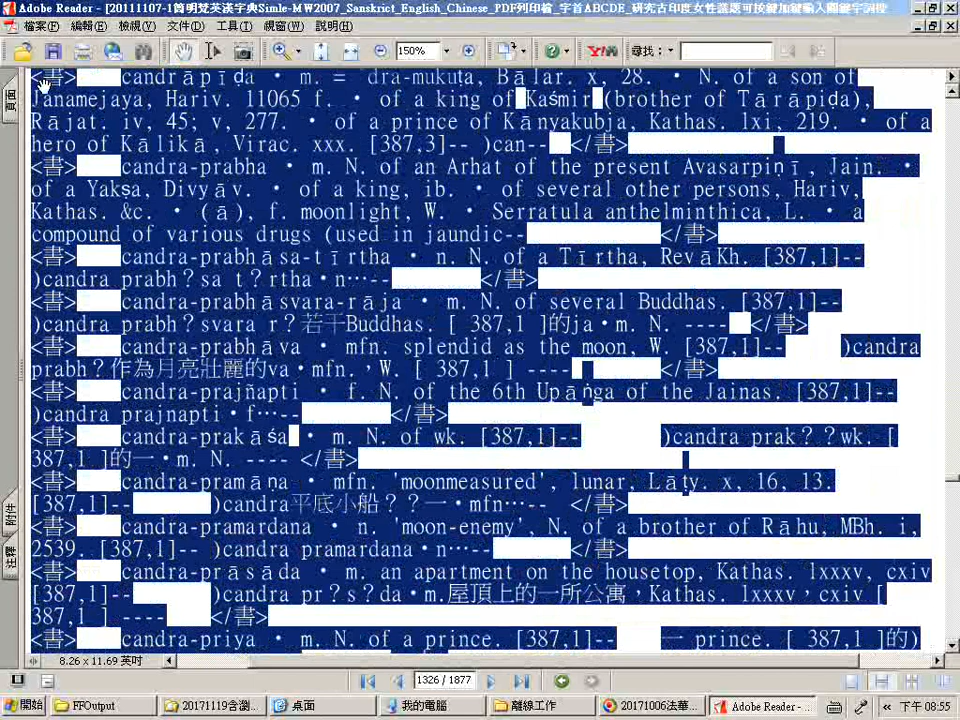 Adobe Reader - [20111107-1簡明梵英漢字典Simle-MW2007_Sanskrict_English_Chinese_PDF列印檔_字首ABCDE_研究古印度女性議題可按鍵輸入關鍵字搜
檔案(F) 編輯(E) 檢視(V) 文件(D) 工具(T) 視窗(W) 說明(H)
150% Y! 尋找：
頁面
<書> candrāpīḍa • m. = °dra-mukuṭa, Bālar. x, 28. • N. of a son of
Janamejaya, Hariv. 11065 f. • of a king of Kaśmir (brother of Tārāpiḍa),
Rājat. iv, 45; v, 277. • of a prince of Kānyakubja, Kathas. lxi, 219. • of a
hero of Kālikā, Virac. xxx. [387,3]-- )can-- </書>
<書> candra-prabha • m. N. of an Arhat of the present Avasarpiṇī, Jain. •
of a Yakṣa, Divyāv. • of a king, ib. • of several other persons, Hariv,
Kathas. &c. • (ā), f. moonlight, W. • Serratula anthelminthica, L. • a
compound of various drugs (used in jaundic-- </書>
<書> candra-prabhāsa-tīrtha • n. N. of a Tīrtha, RevāKh. [387,1]--
)candra prabh？sa t？rtha•n…-- </書>
<書> candra-prabhāsvara-rāja • m. N. of several Buddhas. [387,1]--
)candra prabh？svara r？若干Buddhas. [ 387,1 ]的ja•m. N. ---- </書>
<書> candra-prabhāva • mfn. splendid as the moon, W. [387,1]-- )candra
prabh？作為月亮壯麗的va•mfn.，W. [ 387,1 ] ---- </書>
<書> candra-prajñapti • f. N. of the 6th Upāṅga of the Jainas. [387,1]--
)candra prajnapti•f…-- </書>
<書> candra-prakāśa • m. N. of wk. [387,1]-- )candra prak？？wk. [
387,1 ]的一•m. N. ---- </書>
<書> candra-pramāṇa • mfn. 'moonmeasured', lunar, Lāṭy. x, 16, 13.
[387,1]-- )candra平底小船？？一•mfn…-- </書>
<書> candra-pramardana • n. 'moon-enemy', N. of a brother of Rāhu, MBh. i,
2539. [387,1]-- )candra pramardana•n…-- </書>
<書> candra-prāsāda • m. an apartment on the housetop, Kathas. lxxxv, cxiv
[387,1]-- )candra pr？s？da•m.屋頂上的一所公寓，Kathas. lxxxv，cxiv [
387,1 ] ---- </書>
<書> candra-priya • m. N. of a prince. [387,1]-- 一 prince. [ 387,1 ]的)
附件
注釋
8.26 x 11.69 英吋
1326 / 1877
開始 FFOutput 20171119含瀏... 桌面 我的電腦 離線工作 20171006法華... Adobe Reader - [... 下午 08:55